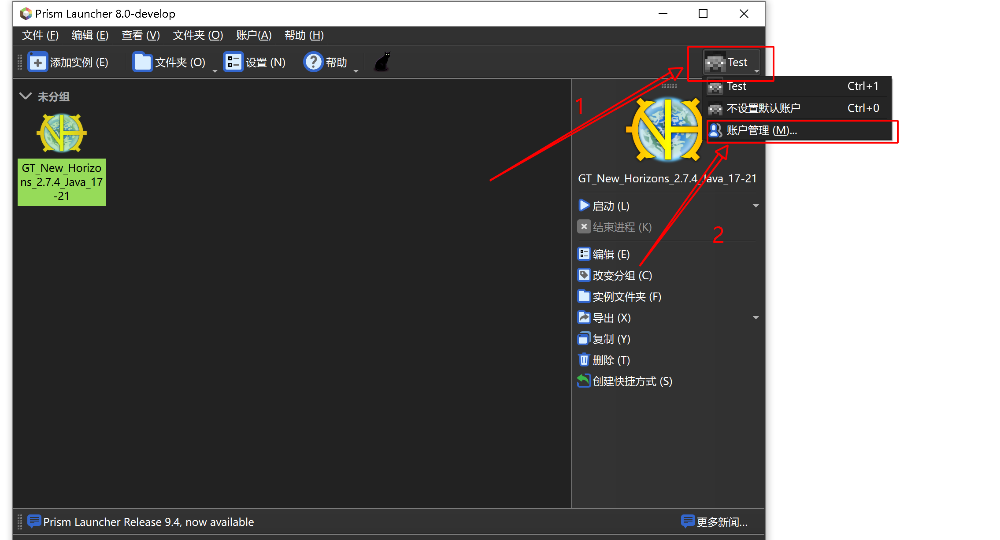 Prism Launcher 8.0-develop
文件 (F) 编辑 (E) 查看 (V) 文件夹 (O) 账户(A) 帮助 (H)
添加实例 (E) 文件夹 (O) 设置 (N) 帮助 Test
Test Ctrl+1
不设置默认账户 Ctrl+0
账户管理 (M)...
1
未分组
GT_New_Horizo
ns_2.7.4_Java_17
-21
GT_New_Horizons_2.7.4_Java_17-21
启动 (L)
结束进程 (K)
2
编辑 (E)
改变分组 (C)
实例文件夹 (F)
导出 (X)
复制 (Y)
删除 (T)
创建快捷方式 (S)
Prism Launcher Release 9.4, now available
更多新闻...